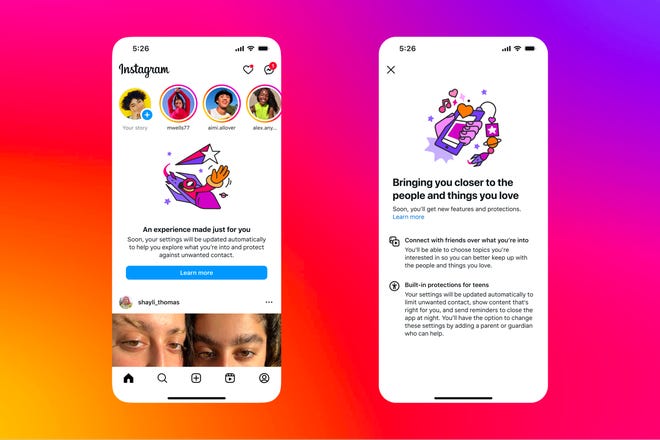 5:26
Instagram
1
Your story
mwells77
aimi.allover
alex.any...
An experience made just for you
Soon, your settings will be updated automatically
to help you explore what you're into and protect
against unwanted contact.
Learn more
shayli_thomas
5:26
Bringing you closer to the
people and things you love
Soon, you'll get new features and protections.
Learn more
Connect with friends over what you're into
You'll be able to choose topics you're
interested in so you can better keep up with
the people and things you love.
Built-in protections for teens
Your settings will be updated automatically to
limit unwanted contact, show content that's
right for you, and send reminders to close the
app at night. You'll have the option to change
these settings by adding a parent or guardian
who can help.